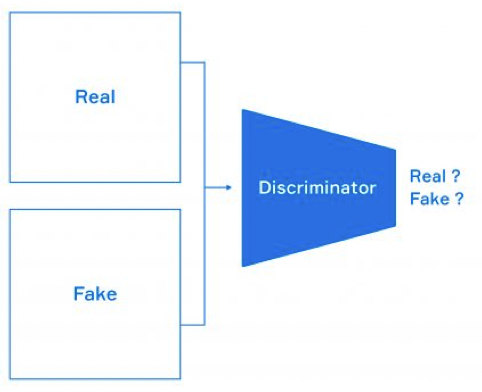 Real
Fake
Discriminator
Real ?
Fake ?